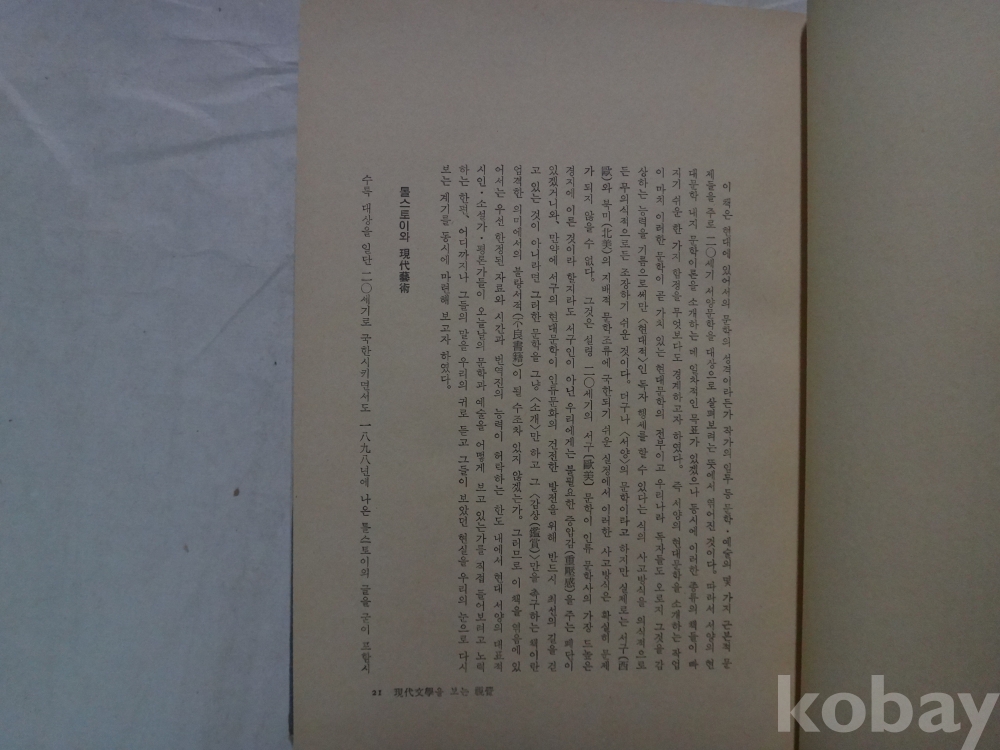 이 책은 현대에 있어서의 문학의 성격이라든가 작가의 임무 등 문학·예술의 몇 가지 근본적 문
제들을 주로 二○세기 서양문학을 대상으로 살펴보려는 뜻에서 엮어진 것이다. 따라서 서양의 현
대문학 내지 문학이론을 소개하는 데 일차적인 목표가 있겠으나 동시에 이러한 종류의 책들이 빠
지기 쉬운 한 가지 함정을 무엇보다도 경계하고자 하였다. 즉 서양의 현대문학을 소개하는 작업
이 마치 이러한 문학이 곧 가치 있는 현대문학의 전부이고 우리나라 독자들도 오로지 그것을 감
상하는 능력을 기름으로써만 〈현대적〉인 독자 행세를 할 수 있다는 식의 사고방식을 의식적으로
든 무의식적으로든 조장하기 쉬운 것이다. 더구나 〈서양〉의 문학이라고 하지만 실제로는 서구(西
歐)와 북미(北美)의 지배적 문학조류에 국한되기 쉬운 실정에서 이러한 사고방식은 확실히 문제
가 되지 않을 수 없다. 그것은 설령 二○세기의 서구(歐美) 문학이 인류 문학사의 가장 드높은
경지에 이른 것이라 할지라도 서구인이 아닌 우리에게는 불필요한 중압감(重壓感)을 주는 폐단이
있겠거니와, 만약에 서구의 현대문학이 인류문화의 건전한 발전을 위해 반드시 최선의 길을 걷
고 있는 것이 아니라면 그러한 문학을 그냥 〈소개〉만 하고 그 〈감상(鑑賞)〉만을 촉구하는 책이란
엄격한 의미에서의 불량서적(不良書籍)이 될 수조차 있지 않겠는가. 그러므로 이 책을 엮음에 있
어서는 우선 한정된 자료와 시간과 번역진의 능력이 허락하는 한도 내에서 현대 서양의 대표적
시인·소설가·평론가들이 오늘날의 문학과 예술을 어떻게 보고 있는가를 직접 들어보려고 노력
하는 한편, 어디까지나 그들의 말을 우리의 귀로 듣고 그들이 보았던 현실을 우리의 눈으로 다시
보는 계기를 동시에 마련해 보고자 하였다.
톨스토이와 現代藝術
수록 대상을 일단 二○세기로 국한시키면서도 一八九八년에 나온 톨스토이의 글을 굳이 포함시
21 現代文學을 보는 視覺
kobay